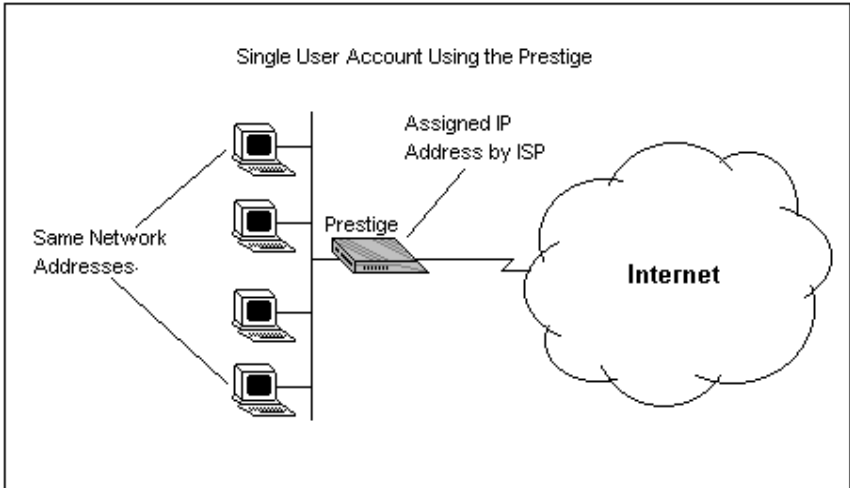 Single User Account Using the Prestige
Assigned IP
Address by ISP
Prestige
Same Network
Addresses
Internet